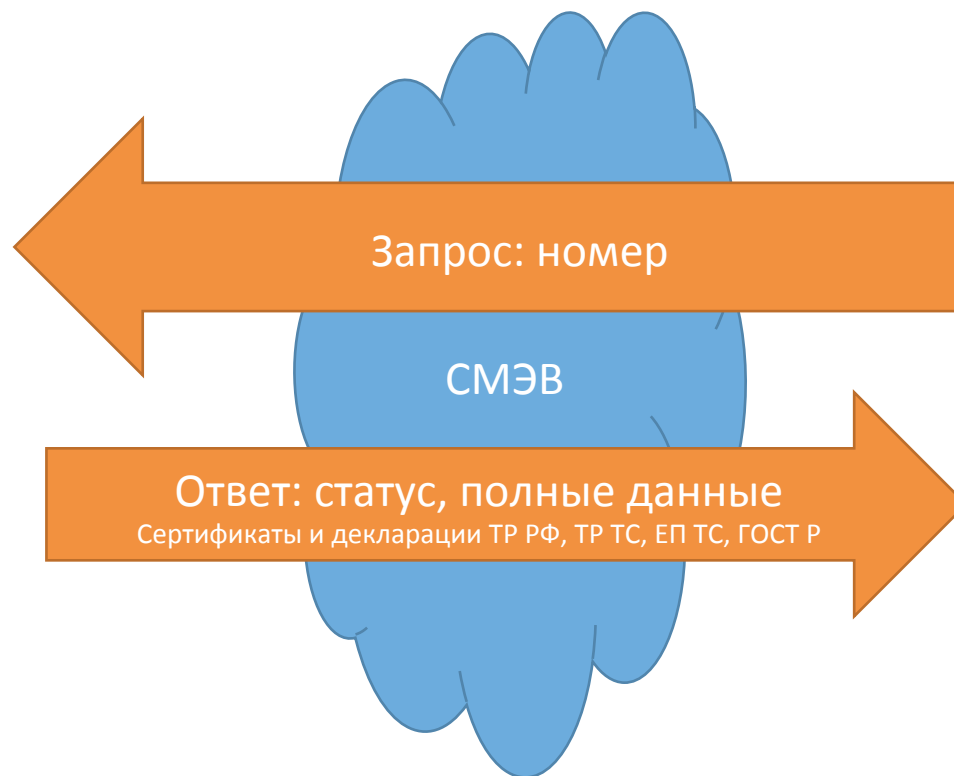 Запрос: номер
СМЭВ
Ответ: статус, полные данные
Сертификаты и декларации ТР РФ, ТР ТС, ЕП ТС, ГОСТ Р